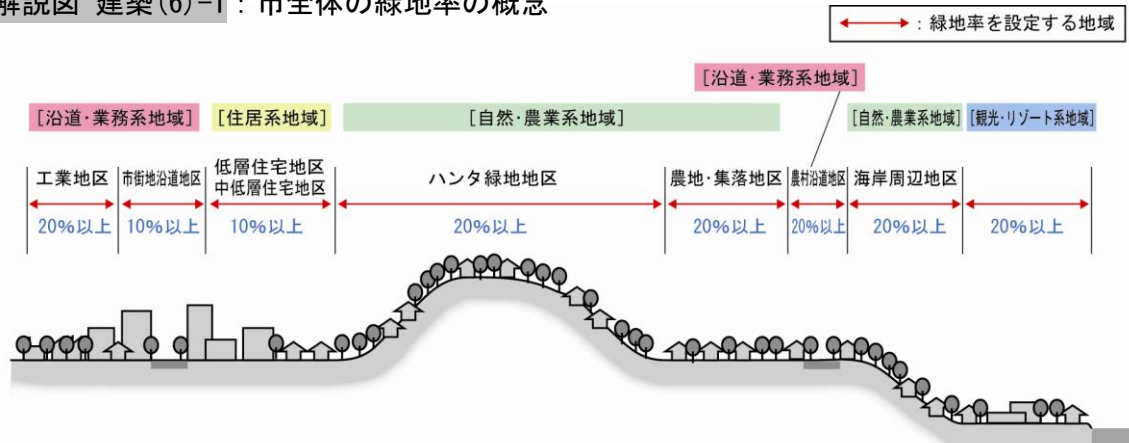 解説図 建築(6)-1：市全体の緑地率の概念
：緑地率を設定する地域
[沿道・業務系地域]
[沿道・業務系地域]
[住居系地域]
[自然・農業系地域]
[自然・農業系地域]
[観光・リゾート系地域]
工業地区
市街地沿道地区
低層住宅地区
中低層住宅地区
ハンタ緑地地区
農地・集落地区
農村沿道地区
海岸周辺地区
20%以上
10%以上
10%以上
20%以上
20%以上
20%以上
20%以上
20%以上